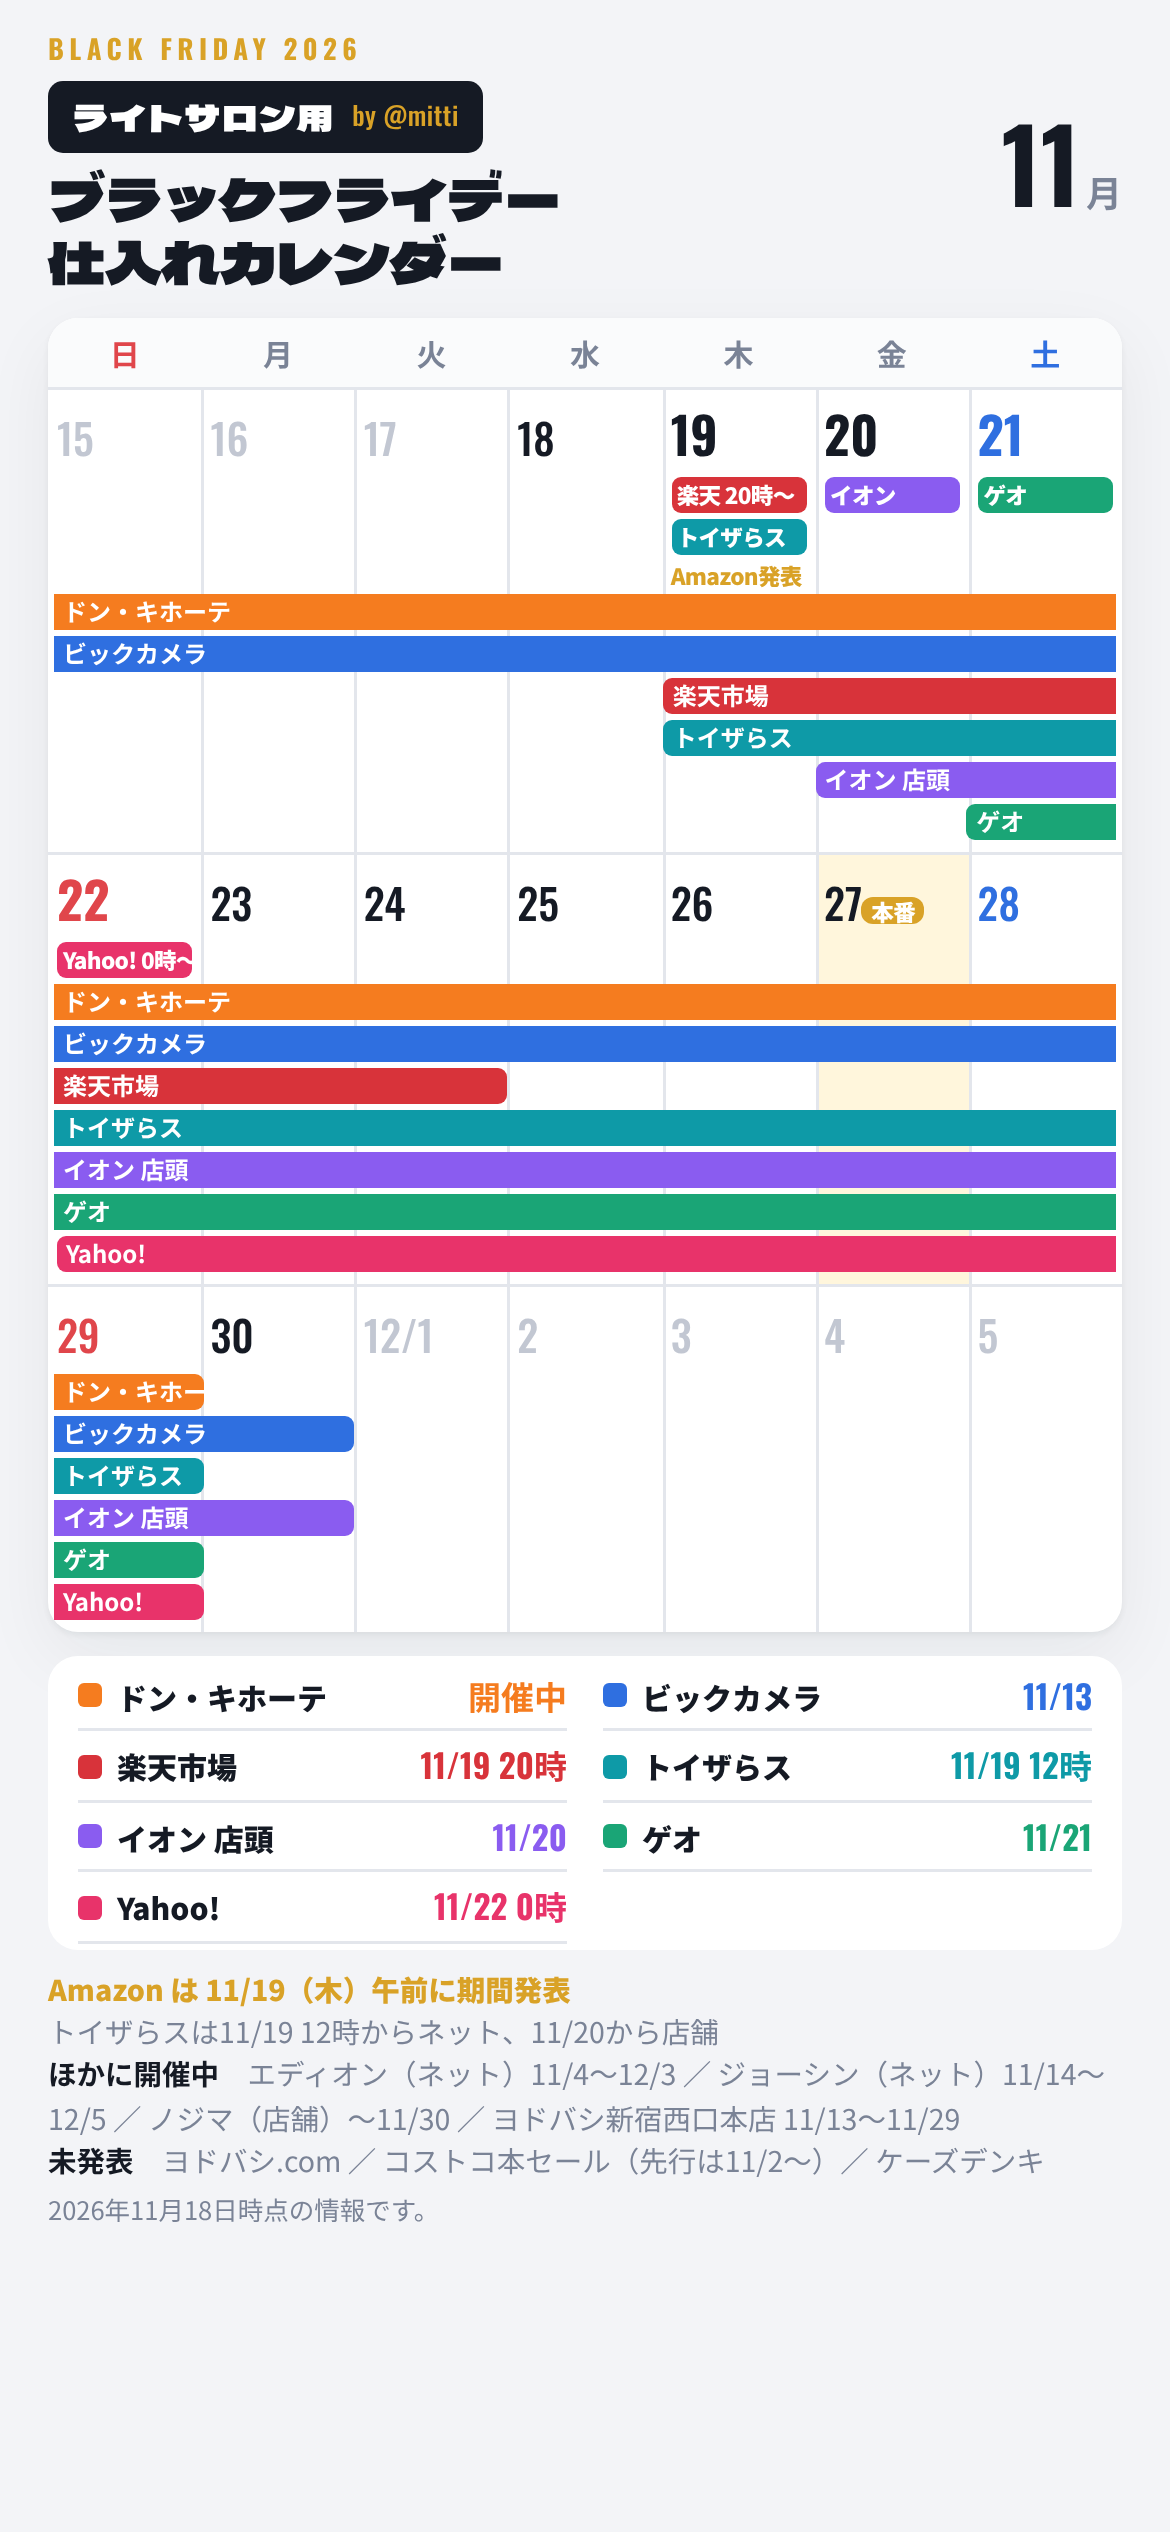 BLACK FRIDAY 2026
ライトサロン用 by @mitti
ブラックフライデー
仕入れカレンダー
11月
日 月 火 水 木 金 土
15 16 17 18 19 20 21
楽天 20時〜 イオン ゲオ
トイザらス
Amazon発表
ドン・キホーテ
ビックカメラ
楽天市場
トイザらス
イオン 店頭
ゲオ
22 23 24 25 26 27 本番 28
Yahoo! 0時〜
ドン・キホーテ
ビックカメラ
楽天市場
トイザらス
イオン 店頭
ゲオ
Yahoo!
29 30 12/1 2 3 4 5
ドン・キホー
ビックカメラ
トイザらス
イオン 店頭
ゲオ
Yahoo!
ドン・キホーテ 開催中 ビックカメラ 11/13
楽天市場 11/19 20時 トイザらス 11/19 12時
イオン 店頭 11/20 ゲオ 11/21
Yahoo! 11/22 0時
Amazon は 11/19（木）午前に期間発表
トイザらスは11/19 12時からネット、11/20から店舗
ほかに開催中　エディオン（ネット）11/4〜12/3 ／ ジョーシン（ネット）11/14〜
12/5 ／ ノジマ（店舗）〜11/30 ／ ヨドバシ新宿西口本店 11/13〜11/29
未発表　ヨドバシ.com ／ コストコ本セール（先行は11/2〜）／ ケーズデンキ
2026年11月18日時点の情報です。